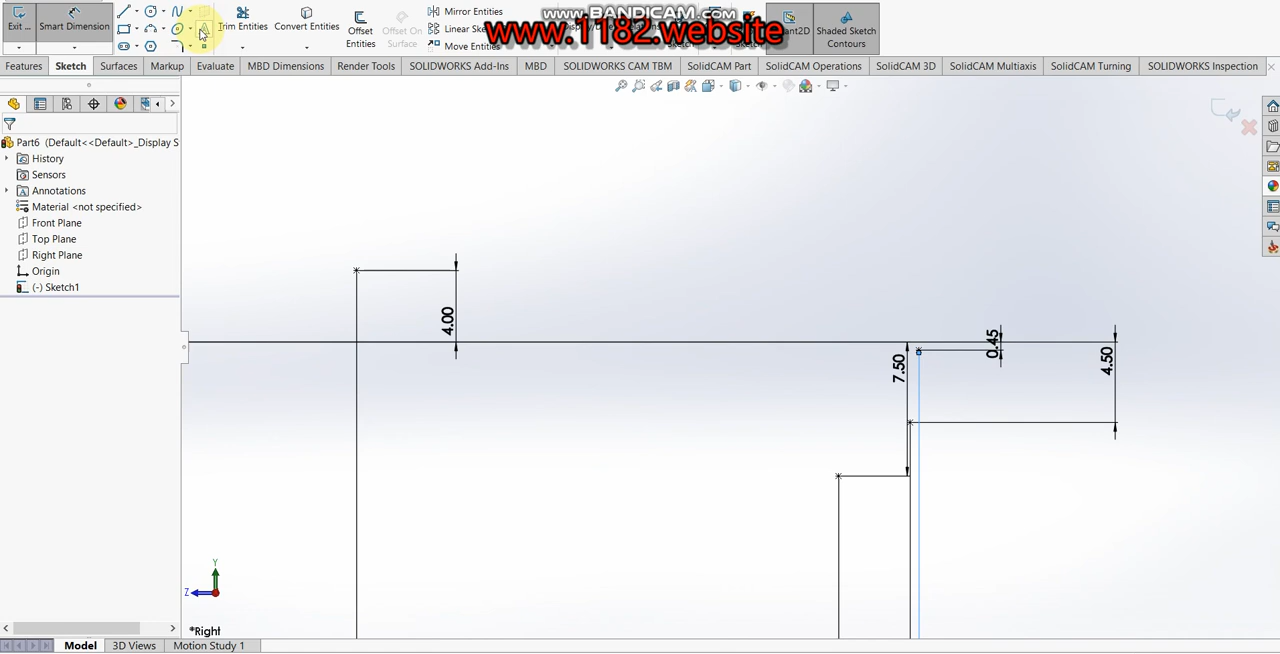 www.BANDICAM.com
www.1182.website
Exit ...
Smart Dimension
Trim Entities
Convert Entities
Offset
Entities
Offset On
Surface
Mirror Entities
Linear Sk
Move Entities
Shaded Sketch
Contours
Features
Sketch
Surfaces
Markup
Evaluate
MBD Dimensions
Render Tools
SOLIDWORKS Add-Ins
MBD
SOLIDWORKS CAM TBM
SolidCAM Part
SolidCAM Operations
SolidCAM 3D
SolidCAM Multiaxis
SolidCAM Turning
SOLIDWORKS Inspection
Part6 (Default<<Default>_Display S
History
Sensors
Annotations
Material <not specified>
Front Plane
Top Plane
Right Plane
Origin
(-) Sketch1
4.00
7.50
0.45
4.50
Y
Z
*Right
Model
3D Views
Motion Study 1